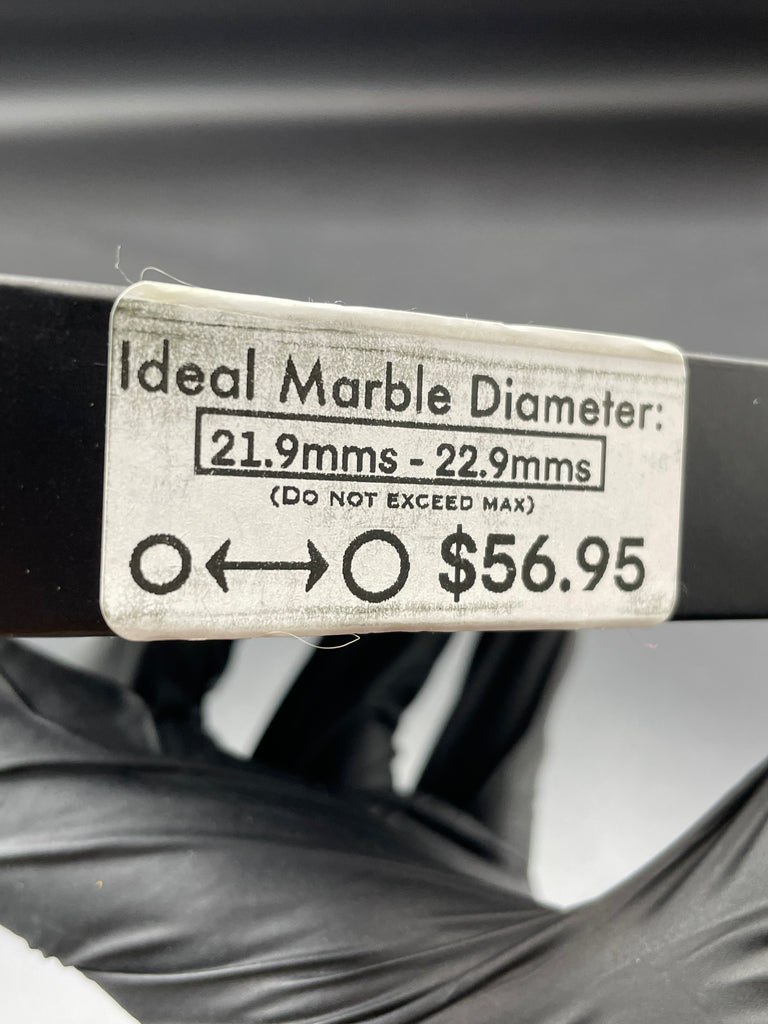 Ideal Marble Diameter:
21.9mms - 22.9mms
(DO NOT EXCEED MAX)
$56.95